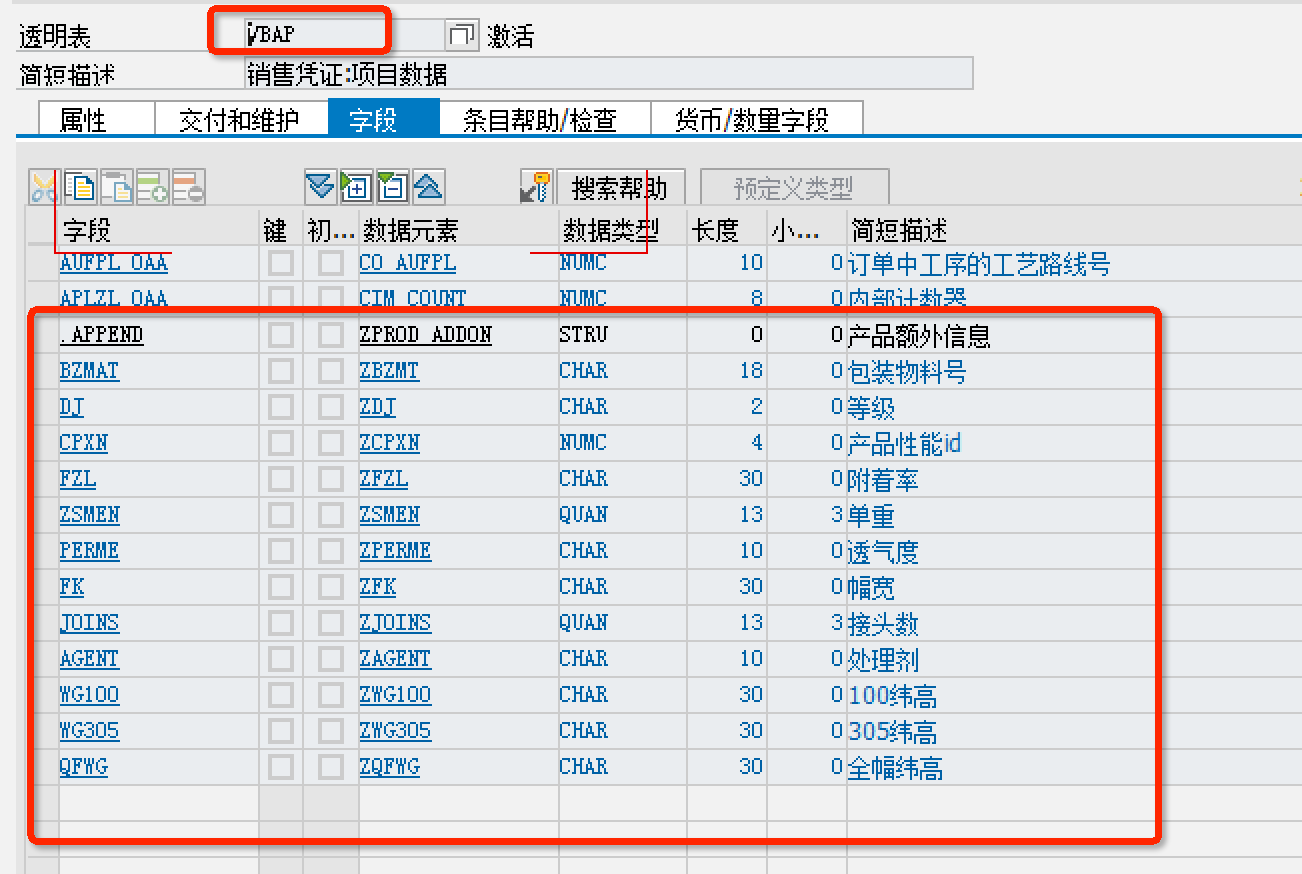 透明表 VBAP 激活
简短描述 销售凭证:项目数据
属性 交付和维护 字段 条目帮助/检查 货币/数量字段
搜索帮助 预定义类型
字段 键 初... 数据元素 数据类型 长度 小... 简短描述
AUFPL_OAA CO_AUFPL NUMC 10 0 订单中工序的工艺路线号
APLZL_OAA CIM_COUNT NUMC 8 0 内部计数器
.APPEND ZPROD_ADDON STRU 0 0 产品额外信息
BZMAT ZBZMT CHAR 18 0 包装物料号
DJ ZDJ CHAR 2 0 等级
CPXN ZCPXN NUMC 4 0 产品性能id
FZL ZFZL CHAR 30 0 附着率
ZSMEN ZSMEN QUAN 13 3 单重
PERME ZPERME CHAR 10 0 透气度
FK ZFK CHAR 30 0 幅宽
JOINS ZJOINS QUAN 13 3 接头数
AGENT ZAGENT CHAR 10 0 处理剂
WG100 ZWG100 CHAR 30 0 100纬高
WG305 ZWG305 CHAR 30 0 305纬高
QFWG ZQFWG CHAR 30 0 全幅纬高